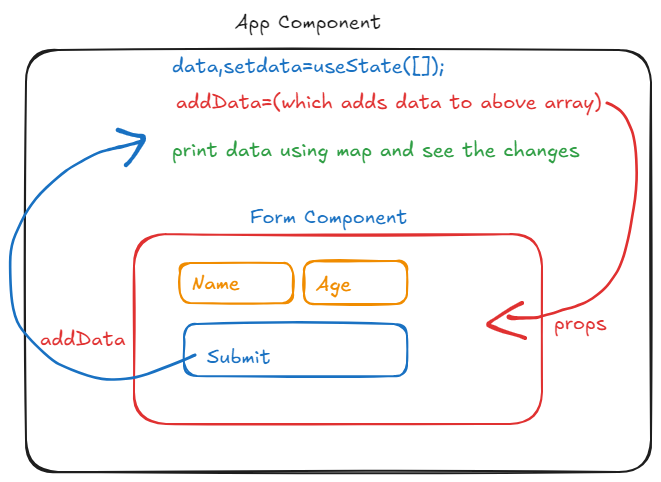 App Component
data,setdata=useState([]);
addData=(which adds data to above array)
print data using map and see the changes
Form Component
Name
Age
addData
Submit
props